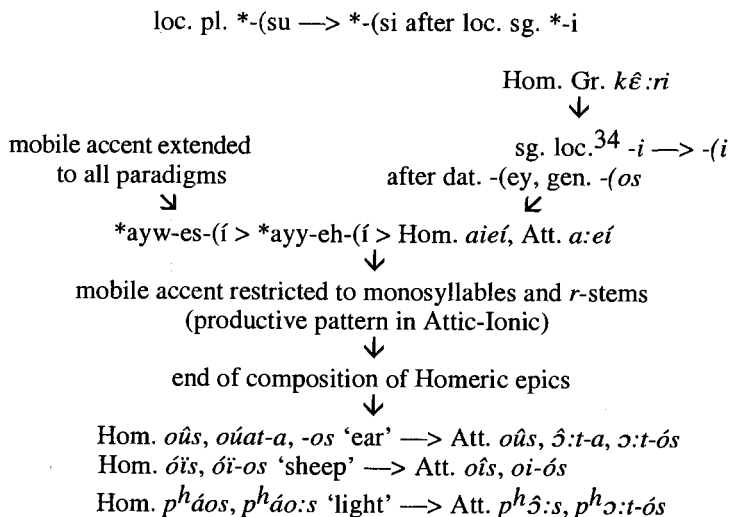 loc. pl. *-(su —> *-(si after loc. sg. *-i
Hom. Gr. kê:ri
↓
mobile accent extended
to all paradigms
sg. loc.34 -i —> -(i
after dat. -(ey, gen. -(os
↘ ↙
*ayw-es-(í > *ayy-eh-(í > Hom. aieí, Att. a:eí
↓
mobile accent restricted to monosyllables and r-stems
(productive pattern in Attic-Ionic)
↓
end of composition of Homeric epics
↓
Hom. oûs, oúat-a, -os ‘ear’ —> Att. oûs, ɔ̂:t-a, ɔ:t-ós
Hom. óïs, óï-os ‘sheep’ —> Att. oîs, oi-ós
Hom. pʰáos, pʰáo:s ‘light’ —> Att. pʰɔ̂:s, pʰɔ:t-ós